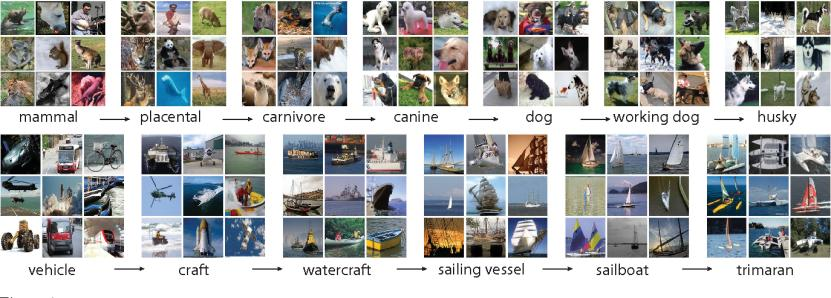 mammal placental carnivore canine dog working dog husky
vehicle craft watercraft sailing vessel sailboat trimaran